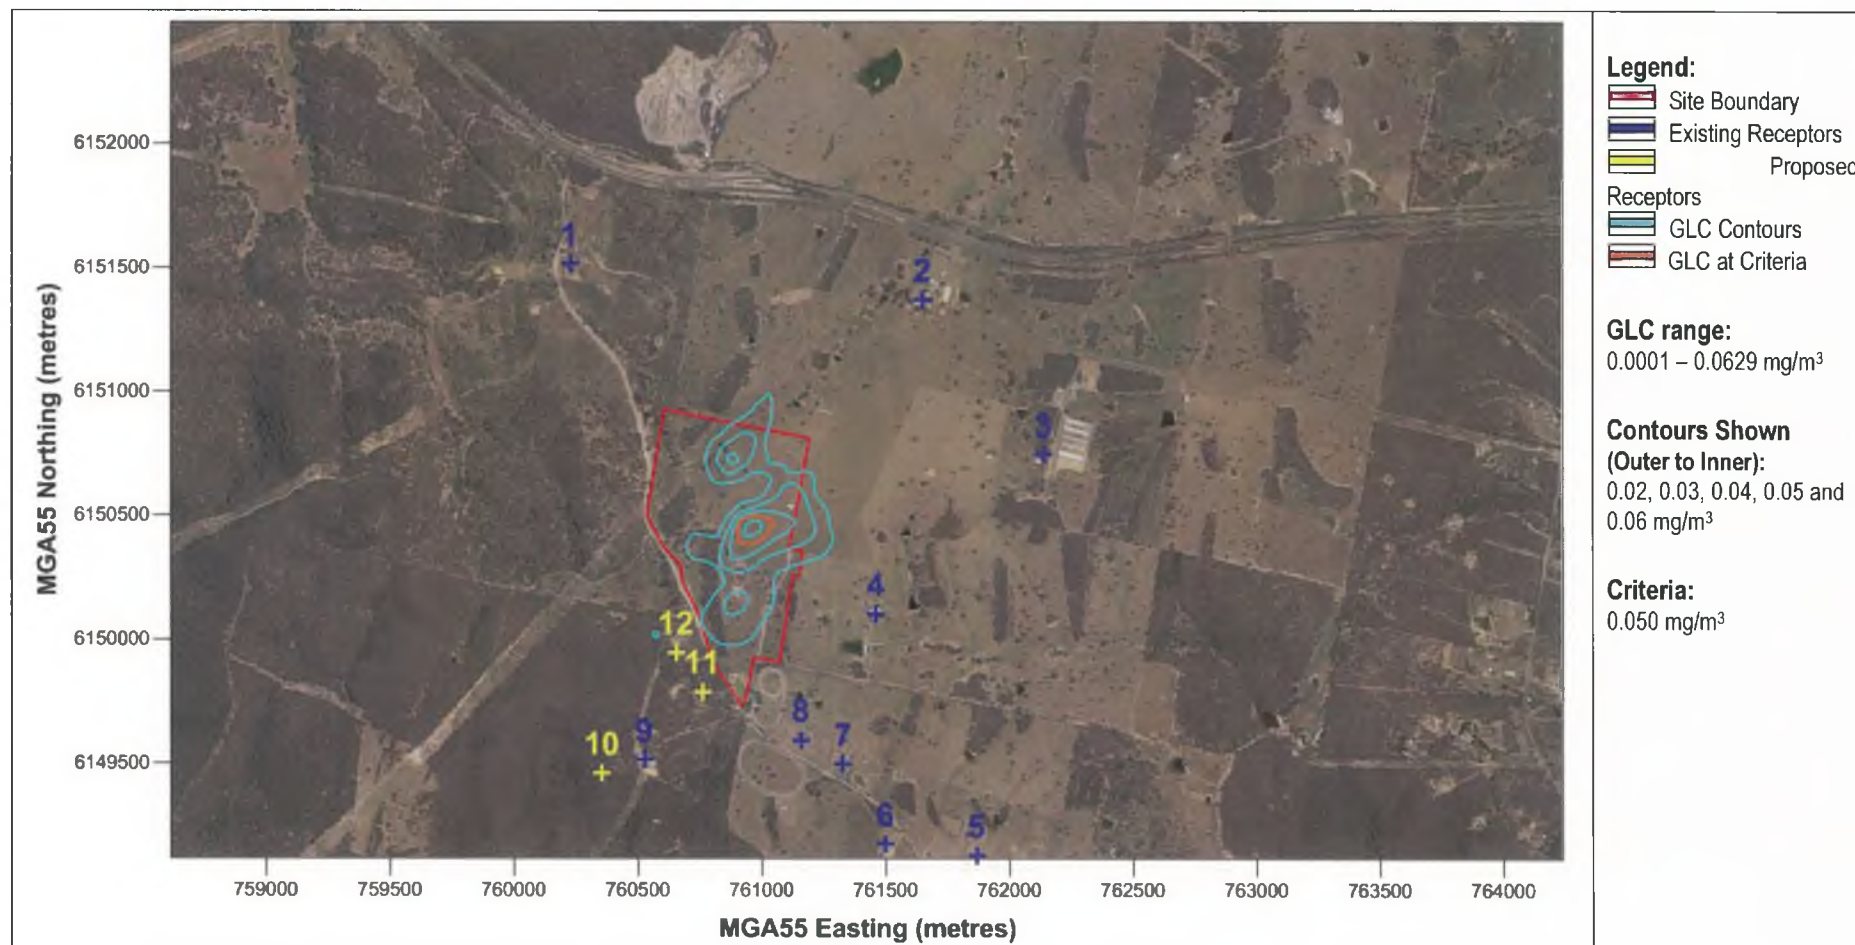 MGA55 Northing (metres)
6152000
6151500
6151000
6150500
6150000
6149500
1
2
3
4
12
11
10
9
8
7
6
5
759000
759500
760000
760500
761000
761500
762000
762500
763000
763500
764000
MGA55 Easting (metres)
Legend:
Site Boundary
Existing Receptors
Proposed
Receptors
GLC Contours
GLC at Criteria
GLC range:
0.0001 – 0.0629 mg/m³
Contours Shown
(Outer to Inner):
0.02, 0.03, 0.04, 0.05 and
0.06 mg/m³
Criteria:
0.050 mg/m³